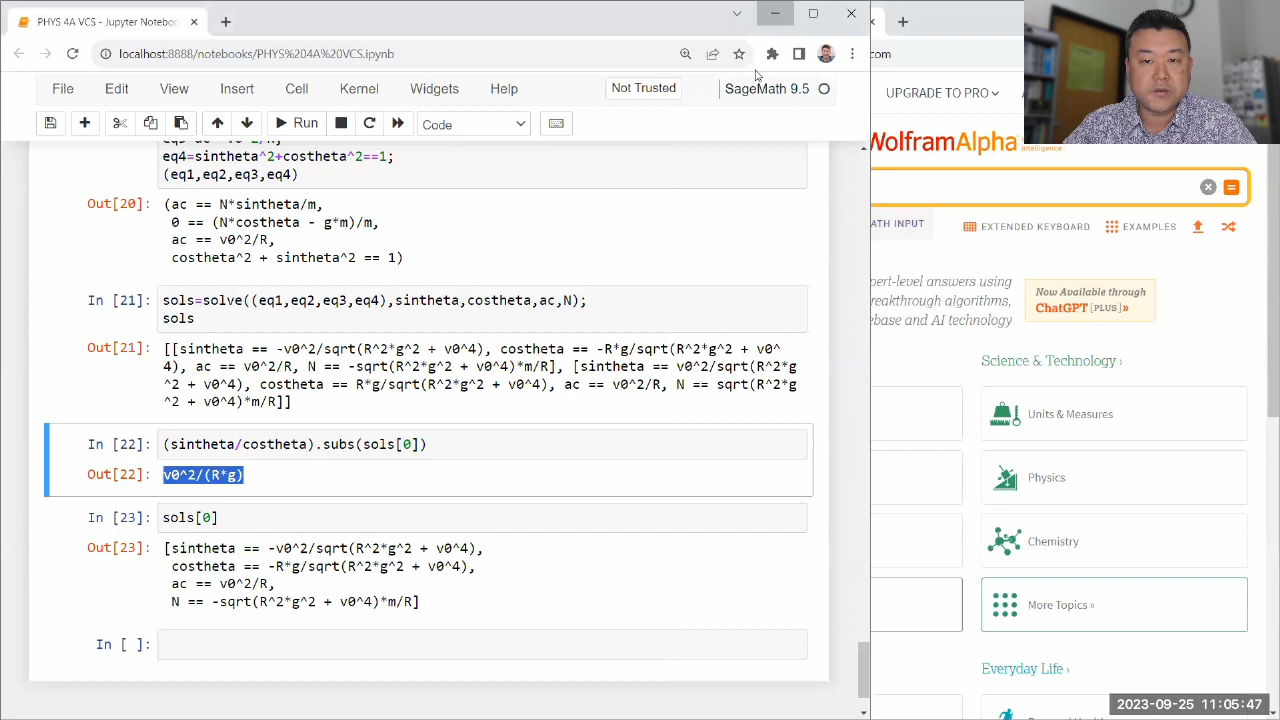 PHYS 4A VCS - Jupyter Noteboo
localhost:8888/notebooks/PHYS%204A%20VCS.ipynb
File Edit View Insert Cell Kernel Widgets Help Not Trusted SageMath 9.5
Run Code
eq4=sintheta^2+costheta^2==1;
(eq1,eq2,eq3,eq4)
Out[20]: (ac == N*sintheta/m,
0 == (N*costheta - g*m)/m,
ac == v0^2/R,
costheta^2 + sintheta^2 == 1)
In [21]: sols=solve((eq1,eq2,eq3,eq4),sintheta,costheta,ac,N);
sols
Out[21]: [[sintheta == -v0^2/sqrt(R^2*g^2 + v0^4), costheta == -R*g/sqrt(R^2*g^2 + v0^
4), ac == v0^2/R, N == -sqrt(R^2*g^2 + v0^4)*m/R], [sintheta == v0^2/sqrt(R^2*g
^2 + v0^4), costheta == R*g/sqrt(R^2*g^2 + v0^4), ac == v0^2/R, N == sqrt(R^2*g
^2 + v0^4)*m/R]]
In [22]: (sintheta/costheta).subs(sols[0])
Out[22]: v0^2/(R*g)
In [23]: sols[0]
Out[23]: [sintheta == -v0^2/sqrt(R^2*g^2 + v0^4),
costheta == -R*g/sqrt(R^2*g^2 + v0^4),
ac == v0^2/R,
N == -sqrt(R^2*g^2 + v0^4)*m/R]
In [ ]:
com
UPGRADE TO PRO
WolframAlpha
intelligence
ATH INPUT EXTENDED KEYBOARD EXAMPLES
pert-level answers using
reakthrough algorithms,
ebase and AI technology
Now Available through
ChatGPT [PLUS] »
Science & Technology ›
Units & Measures
Physics
Chemistry
More Topics »
Everyday Life ›
2023-09-25 11:05:47